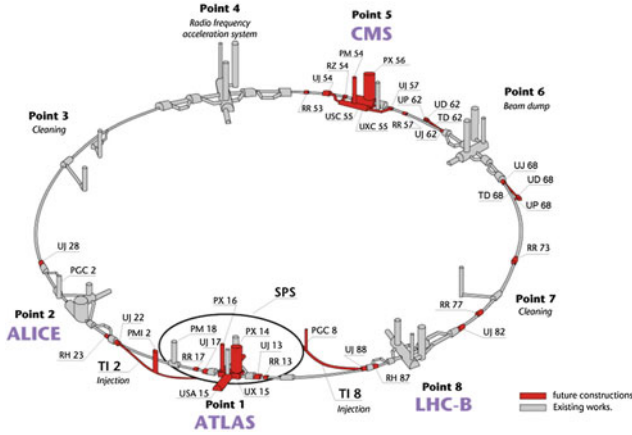 Point 4
Radio frequency
acceleration system
Point 5
CMS
PM 54
PX 56
RZ 54
UJ 54
UJ 57
UP 62
UD 62
TD 62
RR 53
USC 55
UXC 55
RR 57
UJ 62
Point 6
Beam dump
Point 3
Cleaning
UJ 68
UD 68
TD 68
UP 68
RR 73
UJ 28
PGC 2
Point 7
Cleaning
RR 77
UJ 82
Point 2
ALICE
UJ 22
PMI 2
RH 23
TI 2
Injection
SPS
PX 16
PM 18
PX 14
UJ 17
UJ 13
RR 17
RR 13
PGC 8
UJ 88
RH 87
USA 15
UX 15
TI 8
Injection
Point 1
ATLAS
Point 8
LHC-B
future constructions
Existing works.